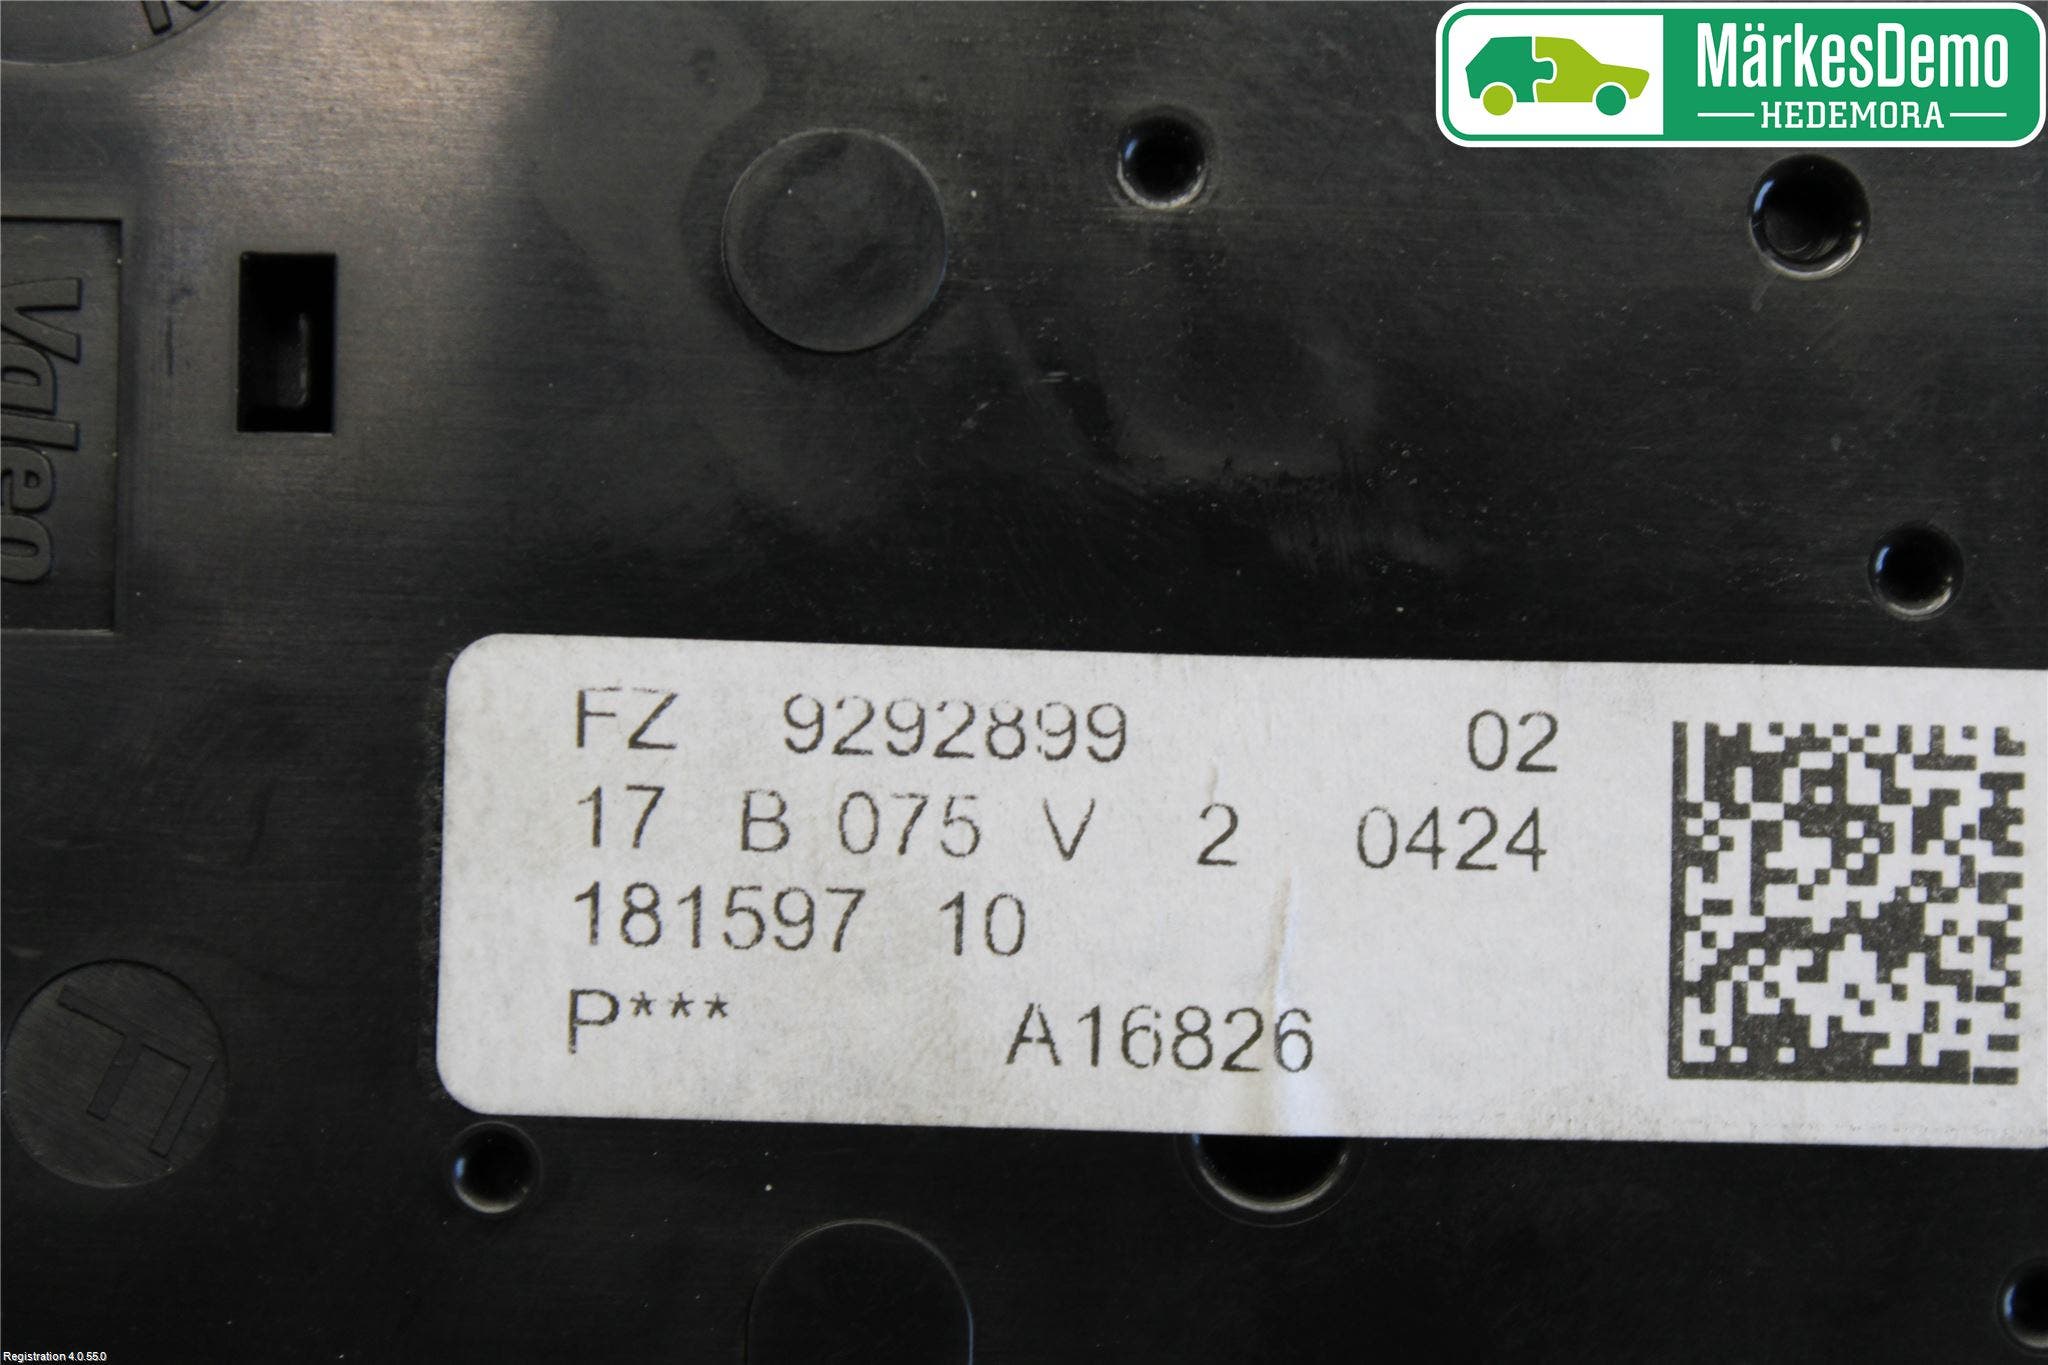 MärkesDemo
HEDEMORA
Valeo
FZ 9292899 02
17 B 075 V 2 0424
181597 10
P*** A16826
Registration 4.0.55.0